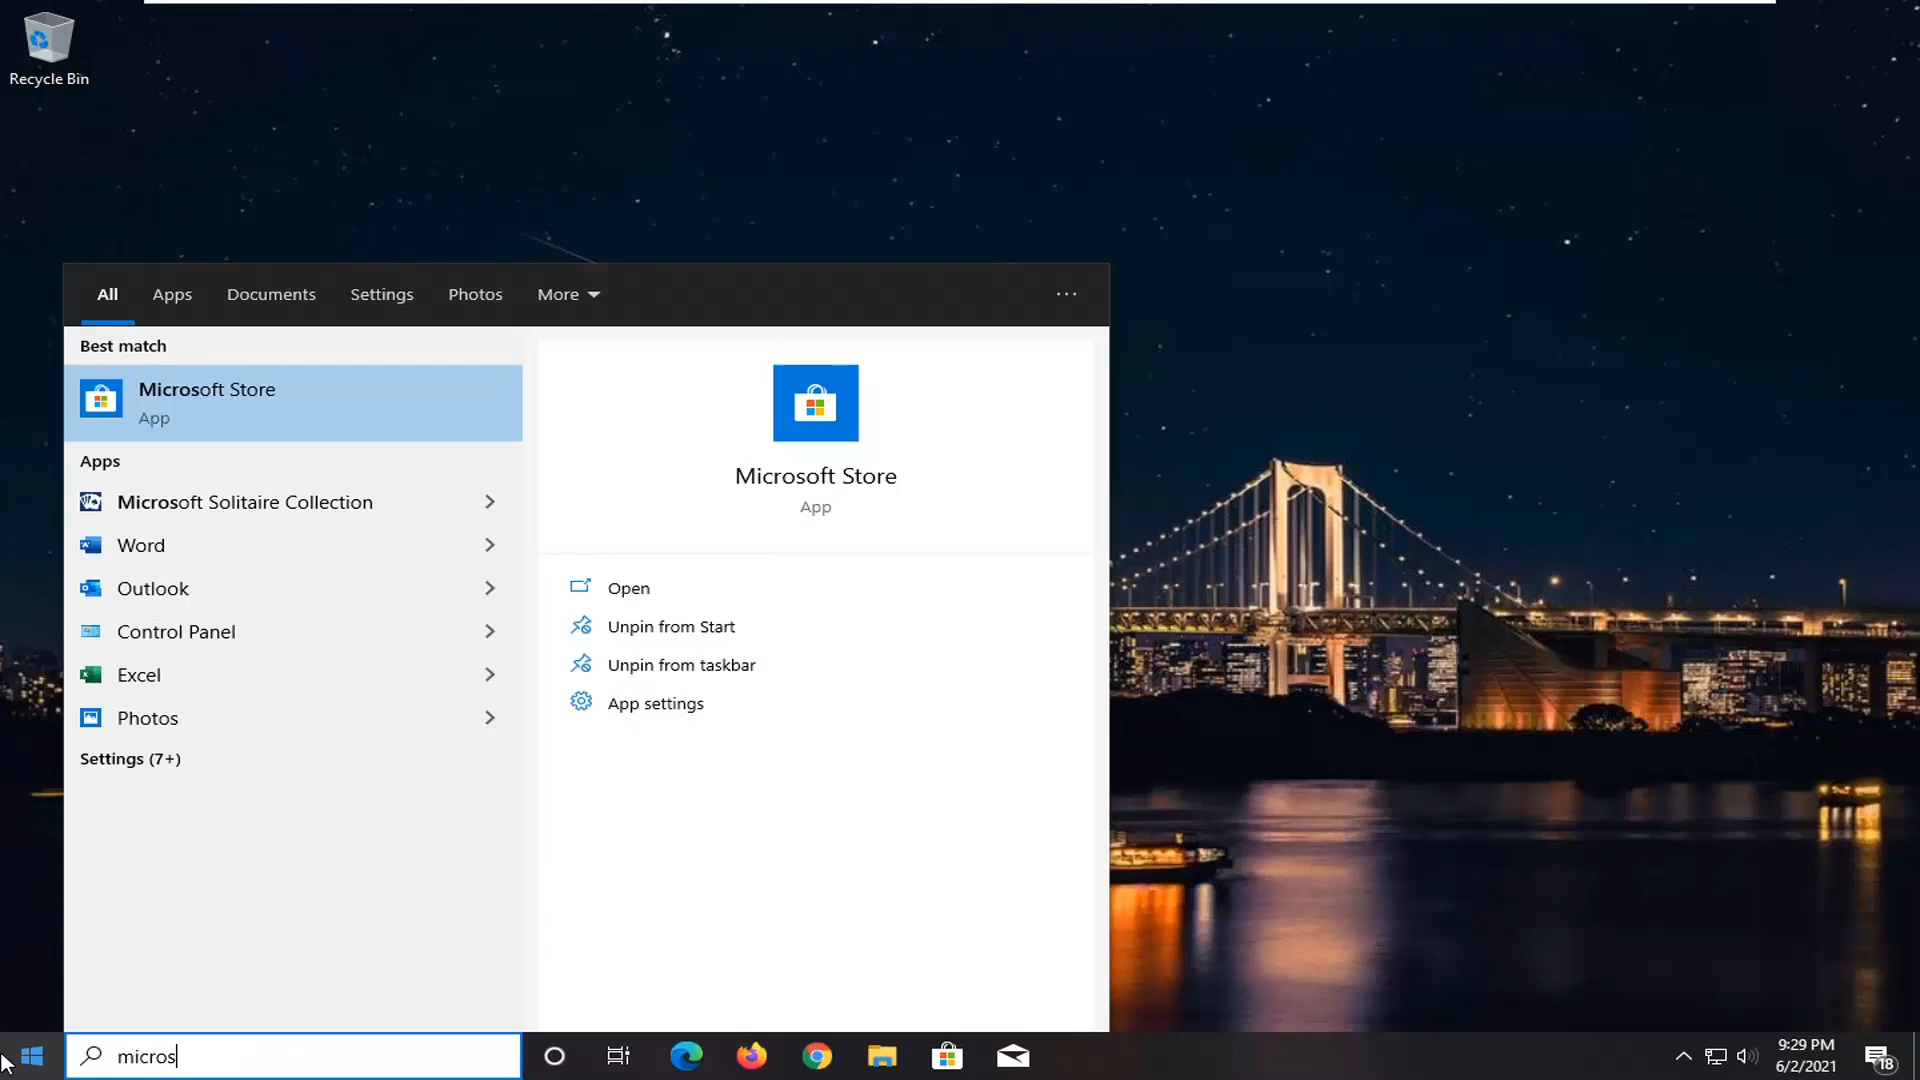 Recycle Bin
All Apps Documents Settings Photos More ...
Best match
Microsoft Store
App
Apps
Microsoft Solitaire Collection
Word
Outlook
Control Panel
Excel
Photos
Settings (7+)
Microsoft Store
App
Open
Unpin from Start
Unpin from taskbar
App settings
micros
9:29 PM
6/2/2021
18